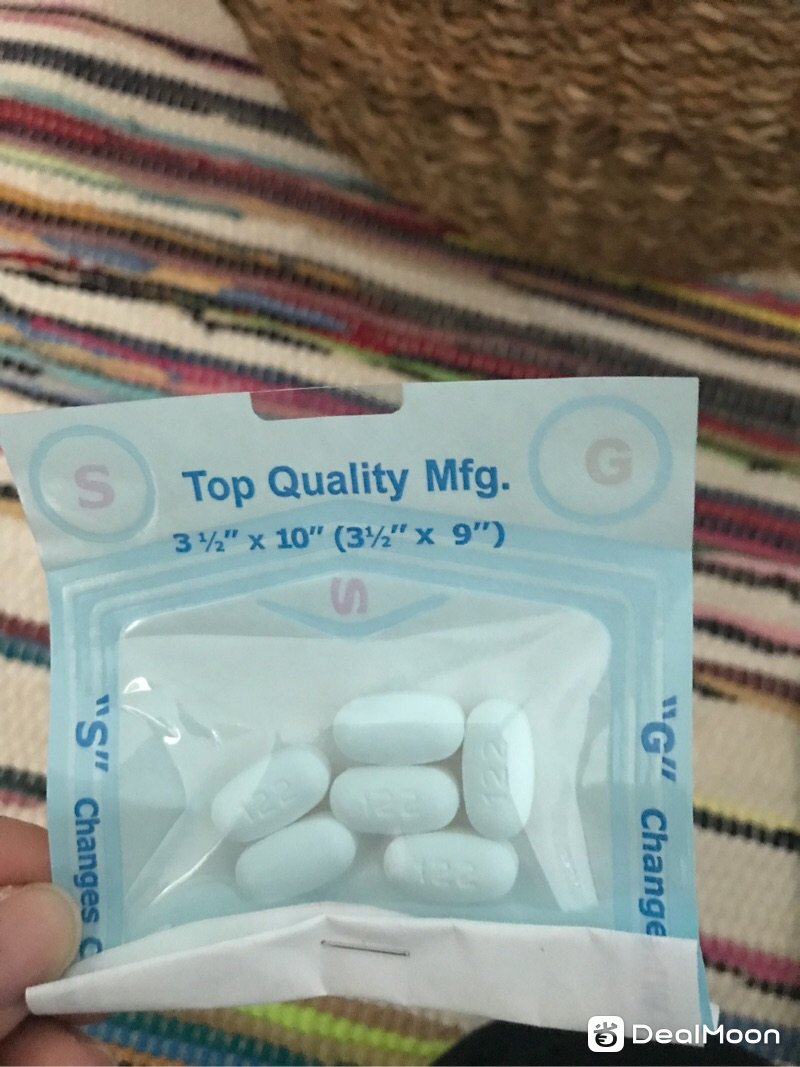 S
G
Top Quality Mfg.
3 ½" x 10" (3½" x 9")
S
"S" Changes
"G" Change
122
122
122
122
DealMoon